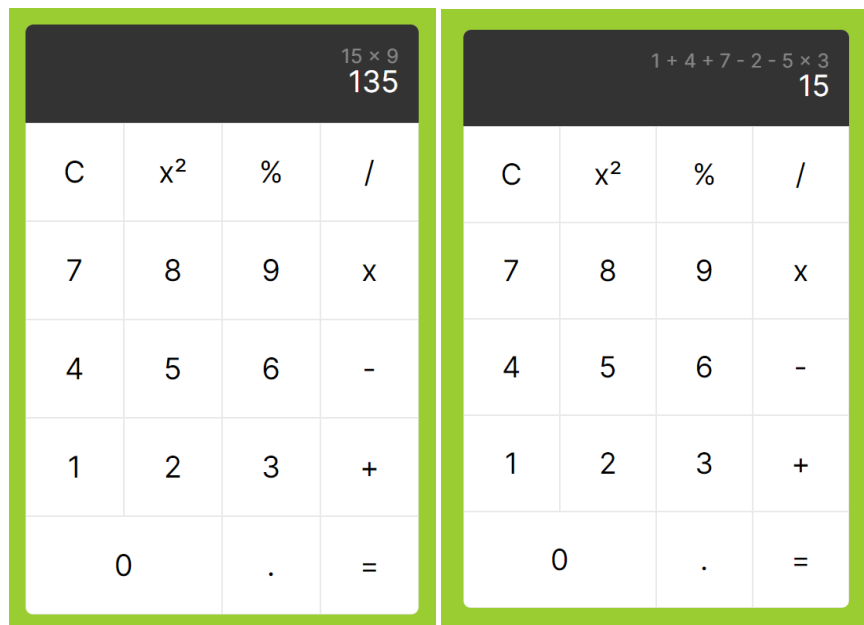 15 × 9
135
C x² % /
7 8 9 x
4 5 6 -
1 2 3 +
0 . =
1 + 4 + 7 - 2 - 5 × 3
15
C x² % /
7 8 9 x
4 5 6 -
1 2 3 +
0 . =